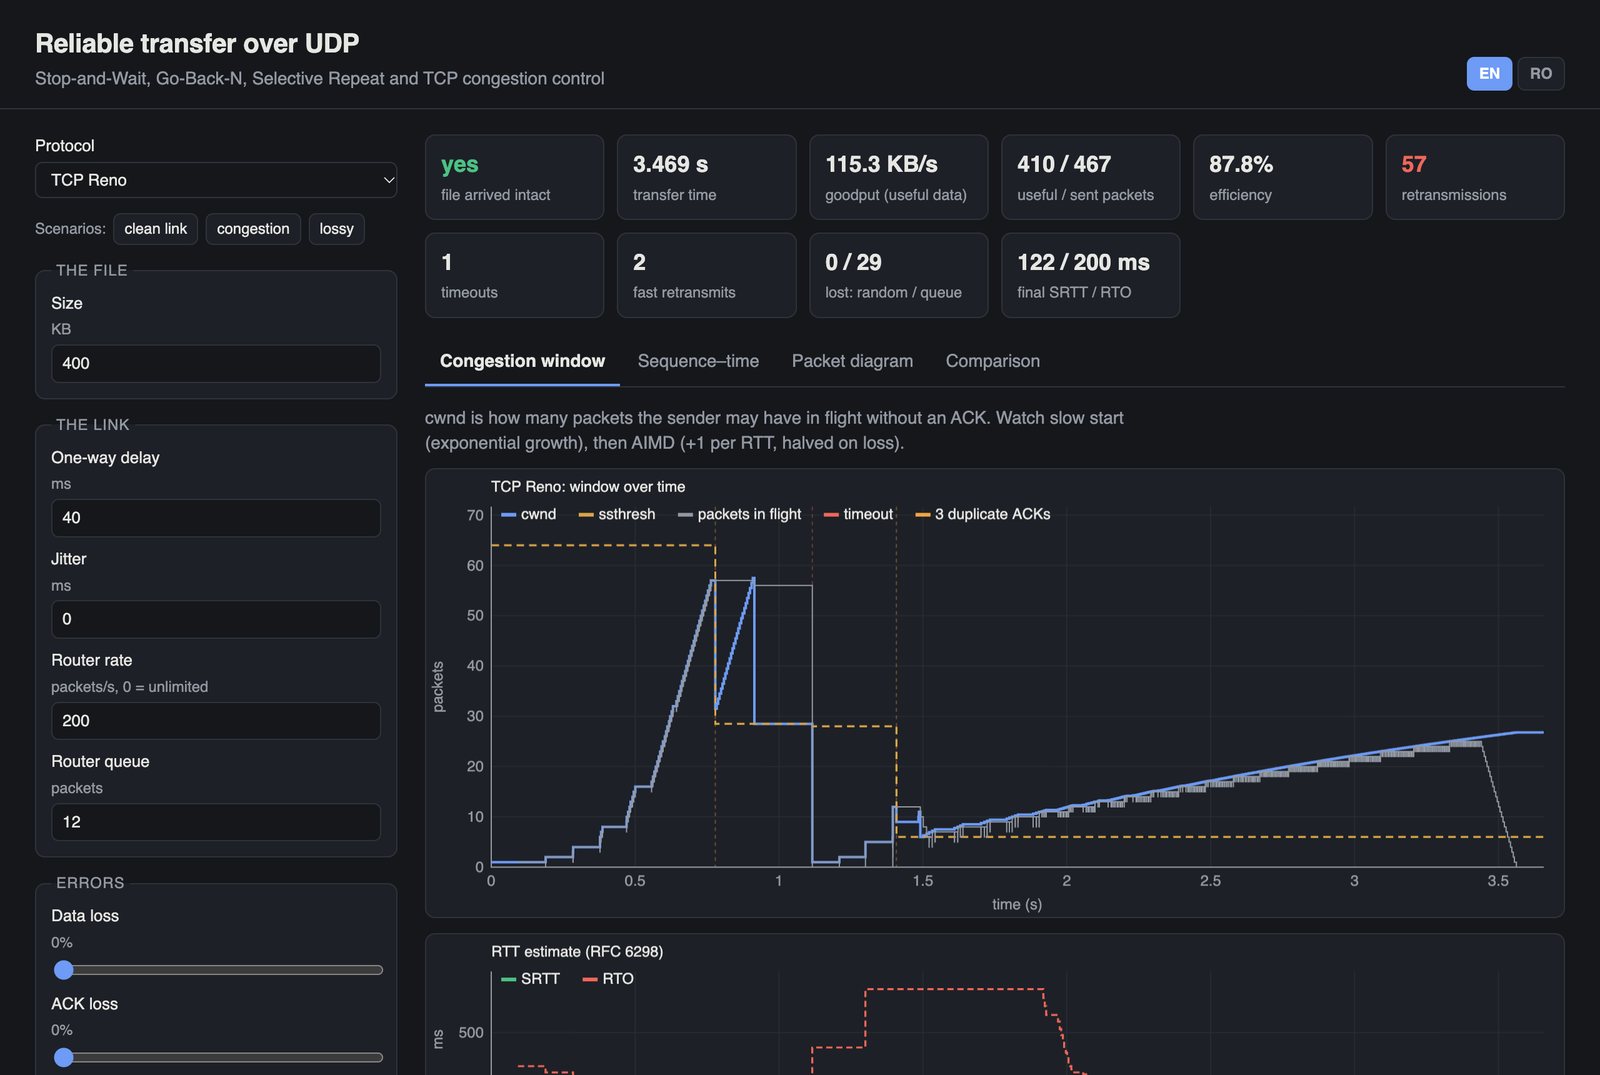 Reliable transfer over UDP
Stop-and-Wait, Go-Back-N, Selective Repeat and TCP congestion control
EN
RO
Protocol
TCP Reno
Scenarios:
clean link
congestion
lossy
THE FILE
Size
KB
400
THE LINK
One-way delay
ms
40
Jitter
ms
0
Router rate
packets/s, 0 = unlimited
200
Router queue
packets
12
ERRORS
Data loss
0%
ACK loss
0%
yes
file arrived intact
3.469 s
transfer time
115.3 KB/s
goodput (useful data)
410 / 467
useful / sent packets
87.8%
efficiency
57
retransmissions
1
timeouts
2
fast retransmits
0 / 29
lost: random / queue
122 / 200 ms
final SRTT / RTO
Congestion window
Sequence–time
Packet diagram
Comparison
cwnd is how many packets the sender may have in flight without an ACK. Watch slow start
(exponential growth), then AIMD (+1 per RTT, halved on loss).
TCP Reno: window over time
cwnd
ssthresh
packets in flight
timeout
3 duplicate ACKs
70
60
50
40
30
20
10
0
packets
0
0.5
1
1.5
2
2.5
3
3.5
time (s)
RTT estimate (RFC 6298)
SRTT
RTO
ms
500